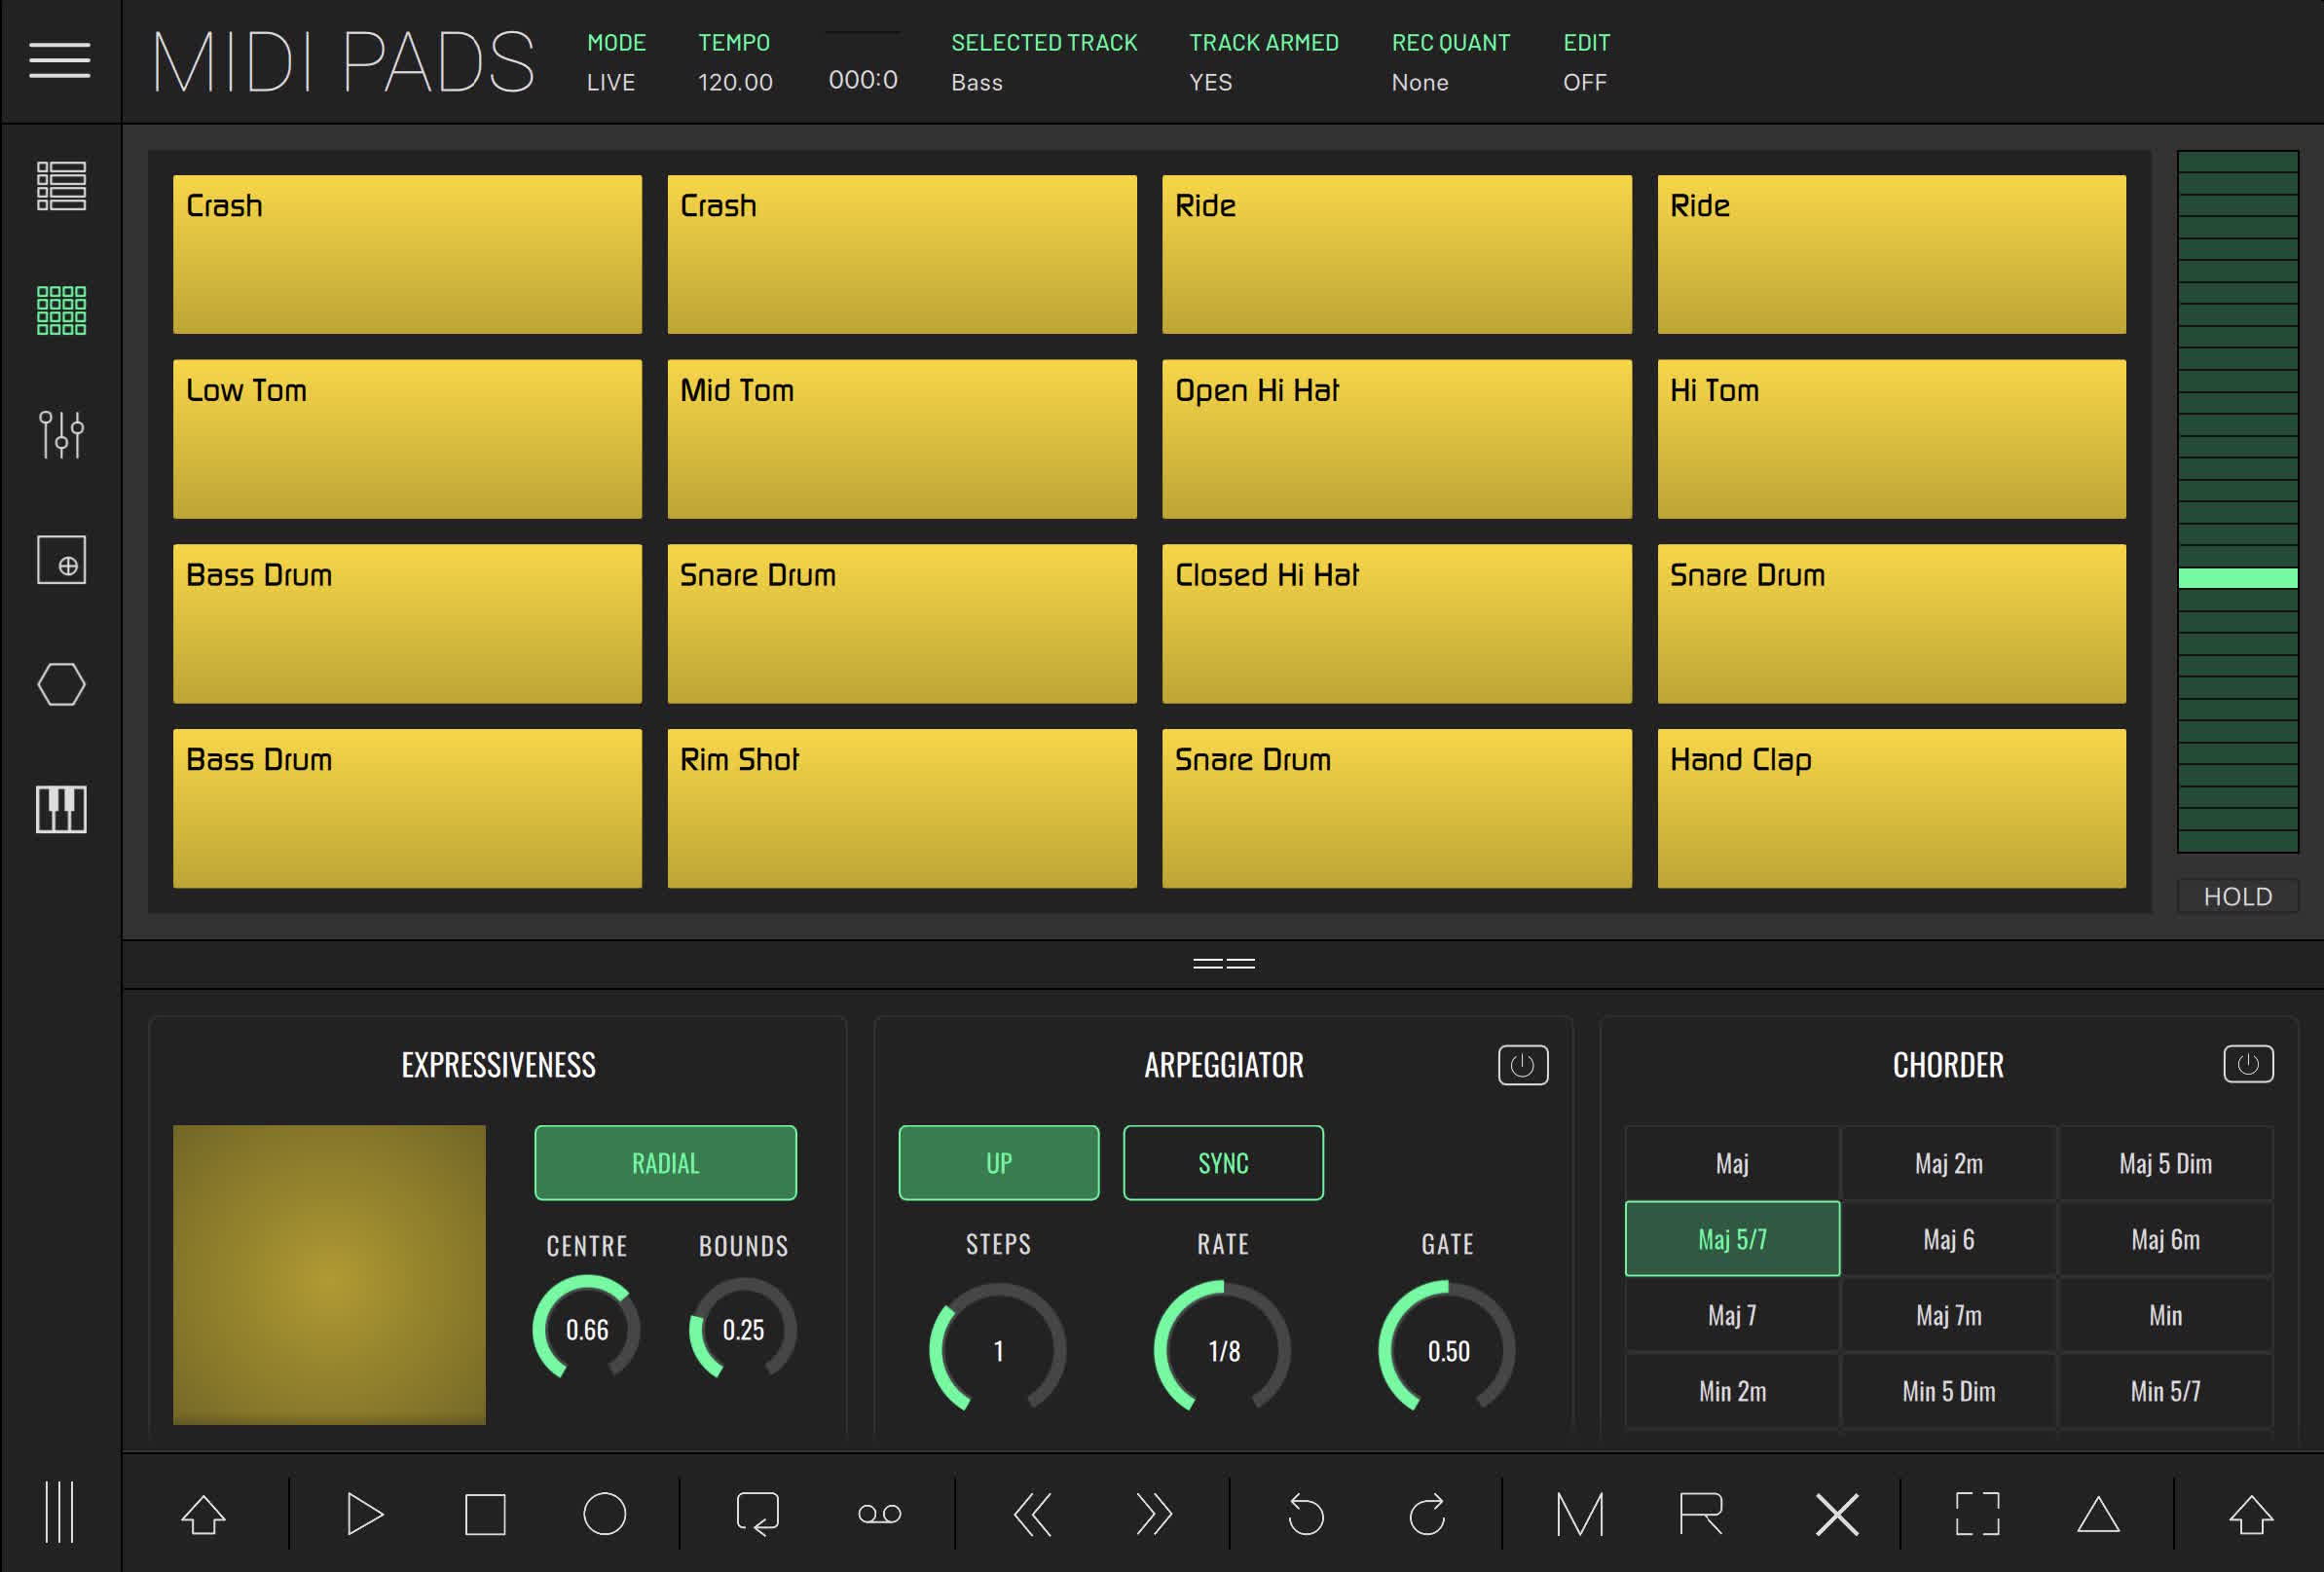 MIDI PADS
MODE
LIVE
TEMPO
120.00
000:0
SELECTED TRACK
Bass
TRACK ARMED
YES
REC QUANT
None
EDIT
OFF
Crash
Crash
Ride
Ride
Low Tom
Mid Tom
Open Hi Hat
Hi Tom
Bass Drum
Snare Drum
Closed Hi Hat
Snare Drum
Bass Drum
Rim Shot
Snare Drum
Hand Clap
HOLD
EXPRESSIVENESS
RADIAL
CENTRE
BOUNDS
0.66
0.25
ARPEGGIATOR
UP
SYNC
STEPS
RATE
GATE
1
1/8
0.50
CHORDER
Maj
Maj 2m
Maj 5 Dim
Maj 5/7
Maj 6
Maj 6m
Maj 7
Maj 7m
Min
Min 2m
Min 5 Dim
Min 5/7
M
R